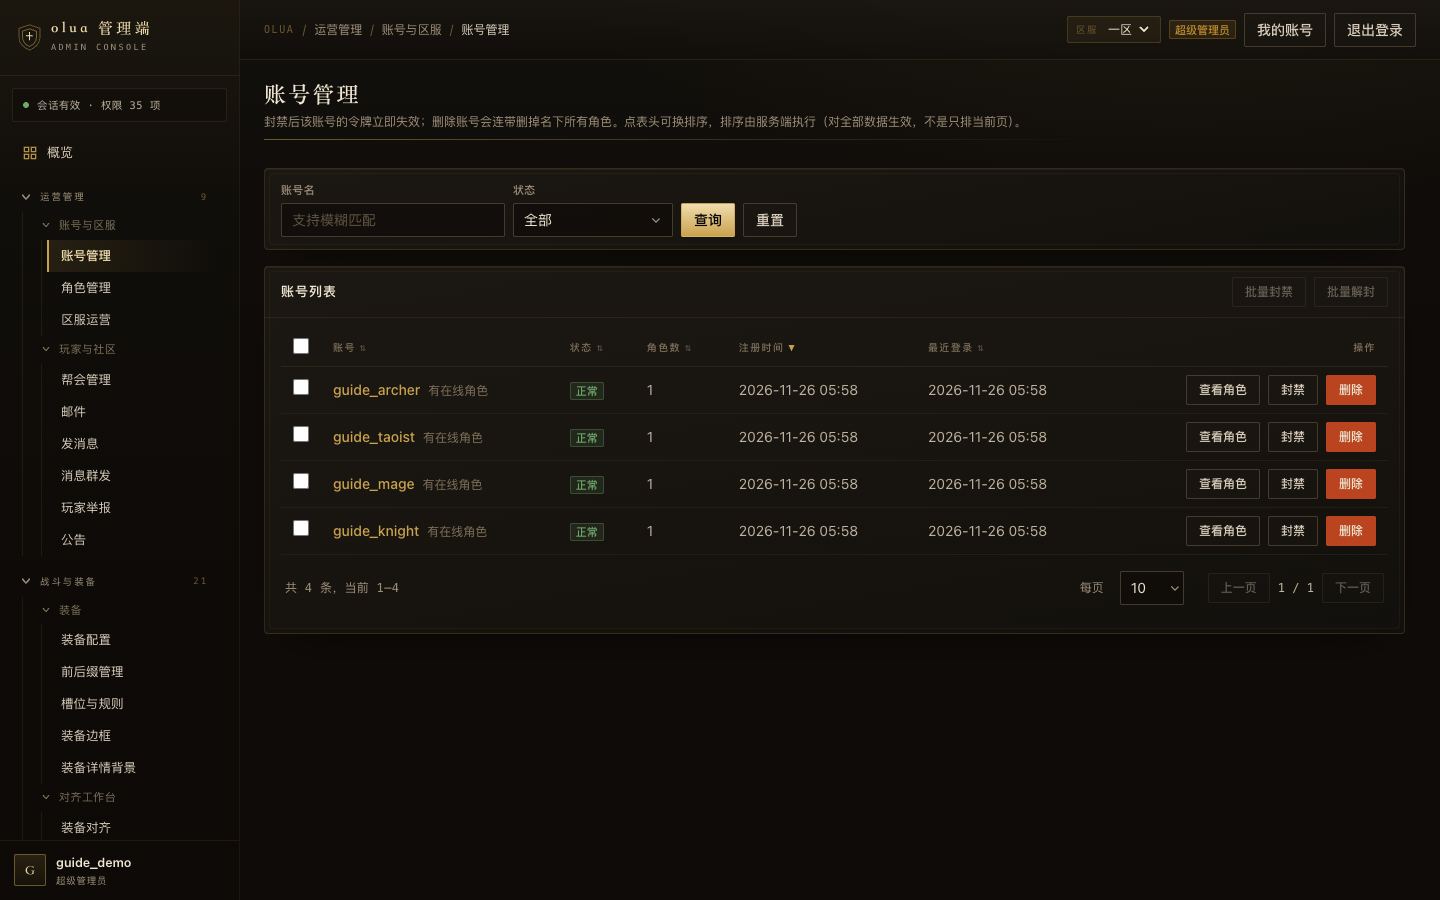 olua 管理端
ADMIN CONSOLE
会话有效 · 权限 35 项
概览
运营管理 9
账号与区服
账号管理
角色管理
区服运营
玩家与社区
帮会管理
邮件
发消息
消息群发
玩家举报
公告
战斗与装备 21
装备
装备配置
前后缀管理
槽位与规则
装备边框
装备详情背景
对齐工作台
装备对齐
G
guide_demo
超级管理员
OLUA / 运营管理 / 账号与区服 / 账号管理
区服 一区 超级管理员 我的账号 退出登录
账号管理
封禁后该账号的令牌立即失效；删除账号会连带删掉名下所有角色。点表头可换排序，排序由服务端执行（对全部数据生效，不是只排当前页）。
账号名 状态
支持模糊匹配 全部 查询 重置
账号列表 批量封禁 批量解封
账号 状态 角色数 注册时间 ▼ 最近登录 操作
guide_archer 有在线角色 正常 1 2026-11-26 05:58 2026-11-26 05:58 查看角色 封禁 删除
guide_taoist 有在线角色 正常 1 2026-11-26 05:58 2026-11-26 05:58 查看角色 封禁 删除
guide_mage 有在线角色 正常 1 2026-11-26 05:58 2026-11-26 05:58 查看角色 封禁 删除
guide_knight 有在线角色 正常 1 2026-11-26 05:58 2026-11-26 05:58 查看角色 封禁 删除
共 4 条，当前 1–4 每页 10 上一页 1 / 1 下一页